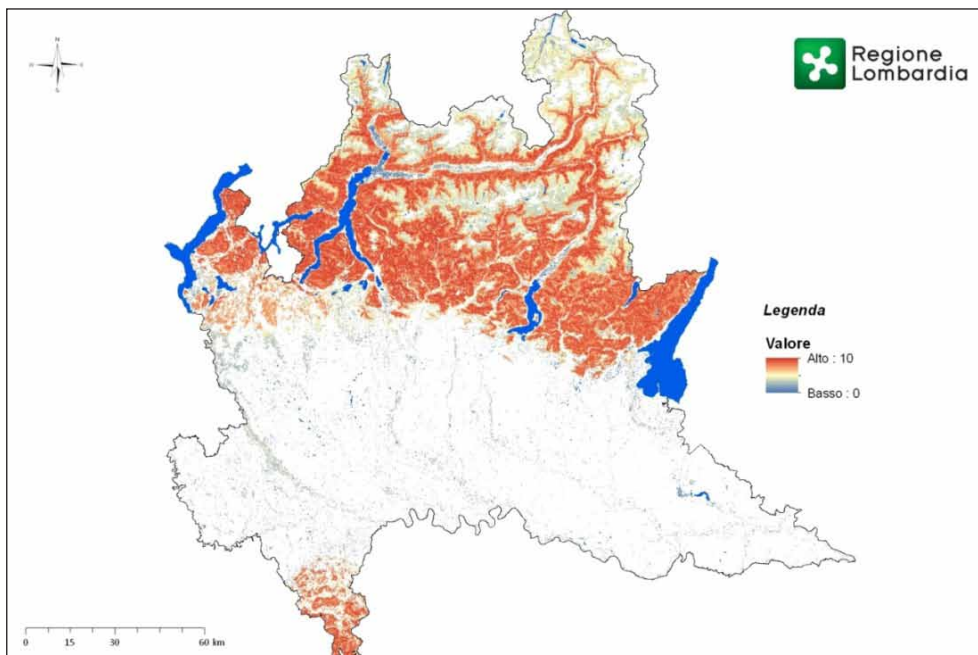 N
W
E
S
Regione
Lombardia
Legenda
Valore
Alto : 10
Basso : 0
0 15 30 60 km